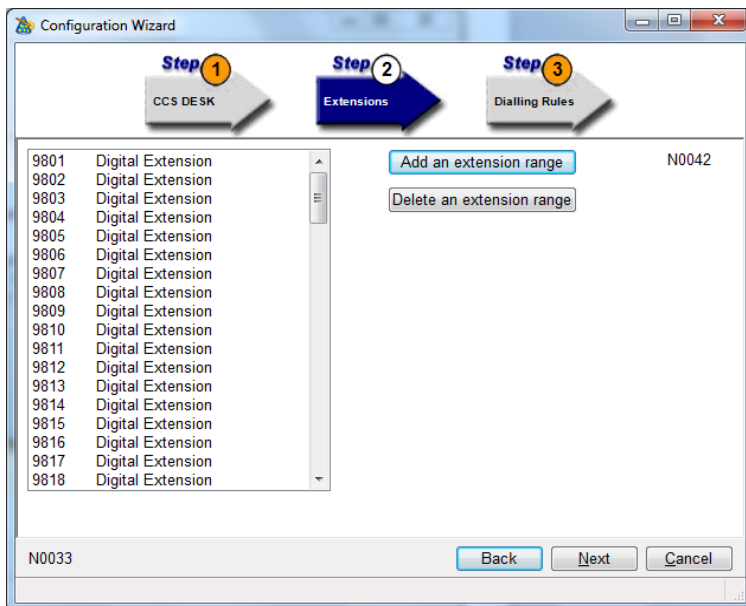 Configuration Wizard
Step 1 Step 2 Step 3
CCS DESK Extensions Dialling Rules
9801 Digital Extension
9802 Digital Extension
9803 Digital Extension
9804 Digital Extension
9805 Digital Extension
9806 Digital Extension
9807 Digital Extension
9808 Digital Extension
9809 Digital Extension
9810 Digital Extension
9811 Digital Extension
9812 Digital Extension
9813 Digital Extension
9814 Digital Extension
9815 Digital Extension
9816 Digital Extension
9817 Digital Extension
9818 Digital Extension
Add an extension range
Delete an extension range
N0042
N0033
Back Next Cancel